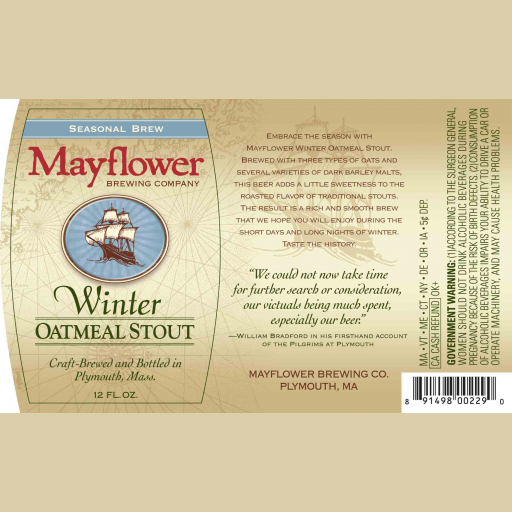 SEASONAL BREW
Mayflower
BREWING COMPANY
Winter
OATMEAL STOUT
Craft-Brewed and Bottled in
Plymouth, Mass.
12 FL. OZ.
EMBRACE THE SEASON WITH
MAYFLOWER WINTER OATMEAL STOUT.
BREWED WITH THREE TYPES OF OATS AND
SEVERAL VARIETIES OF DARK BARLEY MALTS,
THIS BEER ADDS A LITTLE SWEETNESS TO THE
ROASTED FLAVOR OF TRADITIONAL STOUTS.
THE RESULT IS A RICH AND SMOOTH BREW
THAT WE HOPE YOU WILL ENJOY DURING THE
SHORT DAYS AND LONG NIGHTS OF WINTER.
TASTE THE HISTORY.
“We could not now take time
for further search or consideration,
our victuals being much spent,
especially our beer.”
—WILLIAM BRADFORD IN HIS FIRSTHAND ACCOUNT
OF THE PILGRIMS AT PLYMOUTH
MAYFLOWER BREWING CO.
PLYMOUTH, MA
MA • VT • ME • CT • NY • DE • OR • IA • 5¢ DEP.
CA CASH REFUND OK+
GOVERNMENT WARNING: (1)ACCORDING TO THE SURGEON GENERAL,
WOMEN SHOULD NOT DRINK ALCOHOLIC BEVERAGES DURING
PREGNANCY BECAUSE OF THE RISK OF BIRTH DEFECTS. (2)CONSUMPTION
OF ALCOHOLIC BEVERAGES IMPAIRS YOUR ABILITY TO DRIVE A CAR OR
OPERATE MACHINERY, AND MAY CAUSE HEALTH PROBLEMS.
8 91498 00229 0